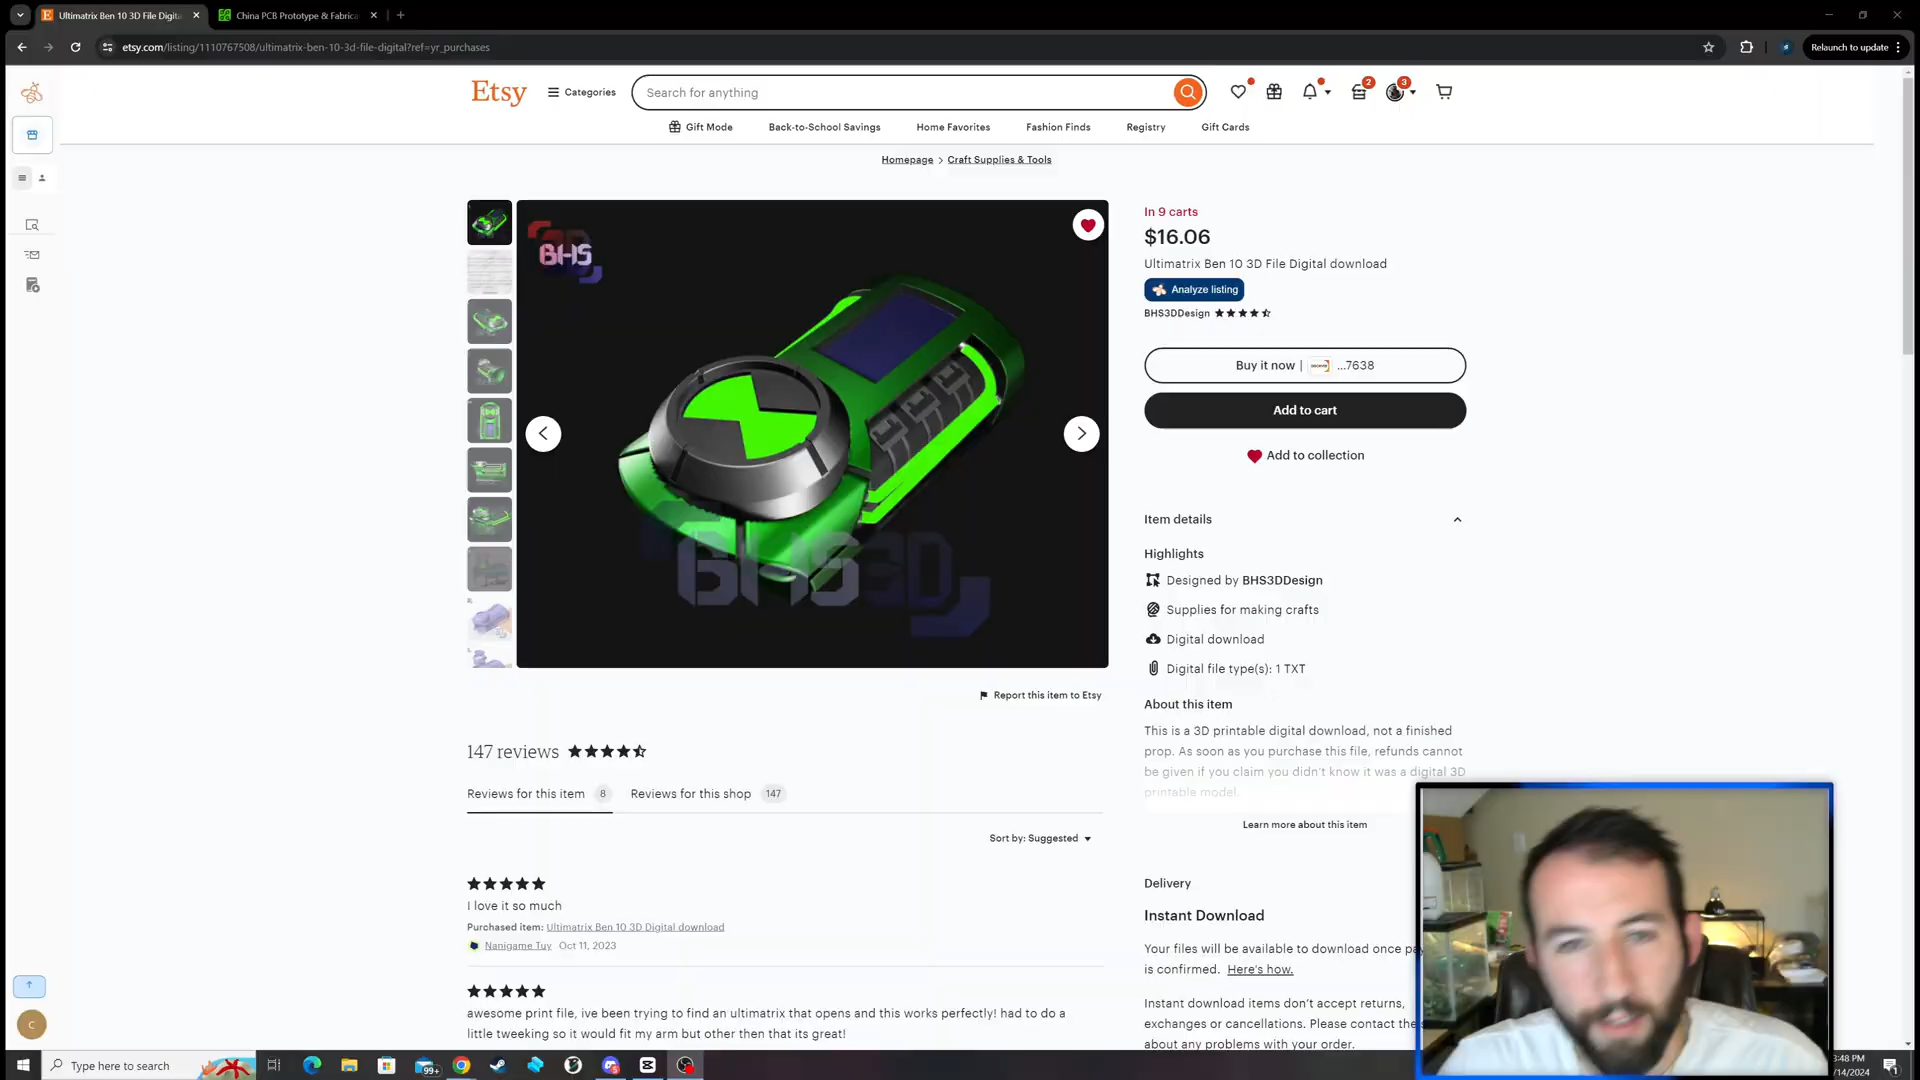 Ultimatrix Ben 10 3D File Digita
China PCB Prototype & Fabrica
etsy.com/listing/1110767508/ultimatrix-ben-10-3d-file-digital?ref=yr_purchases
Relaunch to update
Etsy
Categories
Search for anything
2
3
Gift Mode
Back-to-School Savings
Home Favorites
Fashion Finds
Registry
Gift Cards
Homepage > Craft Supplies & Tools
BHS
BHS3D
In 9 carts
$16.06
Ultimatrix Ben 10 3D File Digital download
Analyze listing
BHS3DDesign
Buy it now | ...7638
Add to cart
Add to collection
Item details
Highlights
Designed by BHS3DDesign
Supplies for making crafts
Digital download
Digital file type(s): 1 TXT
Report this item to Etsy
About this item
This is a 3D printable digital download, not a finished
prop. As soon as you purchase this file, refunds cannot
be given if you claim you didn't know it was a digital 3D
printable model.
Learn more about this item
147 reviews
Reviews for this item 8
Reviews for this shop 147
Sort by: Suggested
I love it so much
Purchased item: Ultimatrix Ben 10 3D Digital download
Nanigame Tuy Oct 11, 2023
awesome print file, ive been trying to find an ultimatrix that opens and this works perfectly! had to do a
little tweeking so it would fit my arm but other then that its great!
Delivery
Instant Download
Your files will be available to download once
is confirmed. Here's how.
Instant download items don't accept returns,
exchanges or cancellations. Please contact the
about any problems with your order.
C
Type here to search
99+
3:48 PM
/14/2024
1